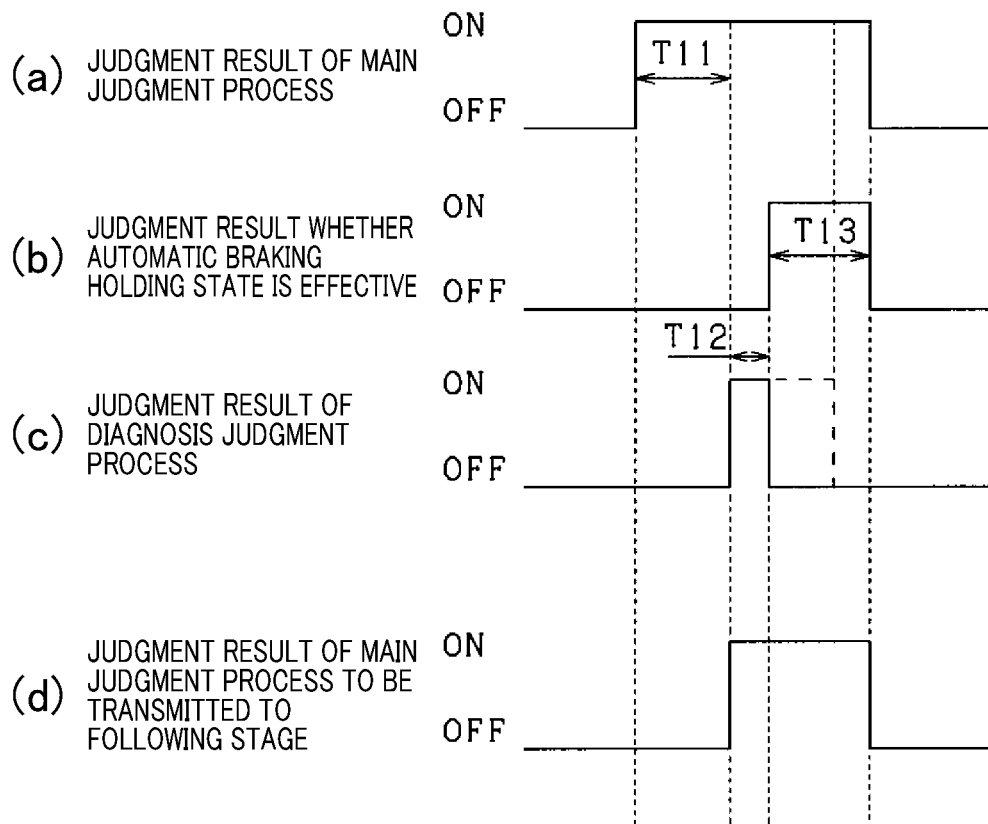 ON
(a) JUDGMENT RESULT OF MAIN
JUDGMENT PROCESS
T11
OFF
ON
(b) JUDGMENT RESULT WHETHER
AUTOMATIC BRAKING
HOLDING STATE IS EFFECTIVE
T13
OFF
T12
ON
(c) JUDGMENT RESULT OF
DIAGNOSIS JUDGMENT
PROCESS
OFF
ON
(d) JUDGMENT RESULT OF MAIN
JUDGMENT PROCESS TO BE
TRANSMITTED TO
FOLLOWING STAGE
OFF